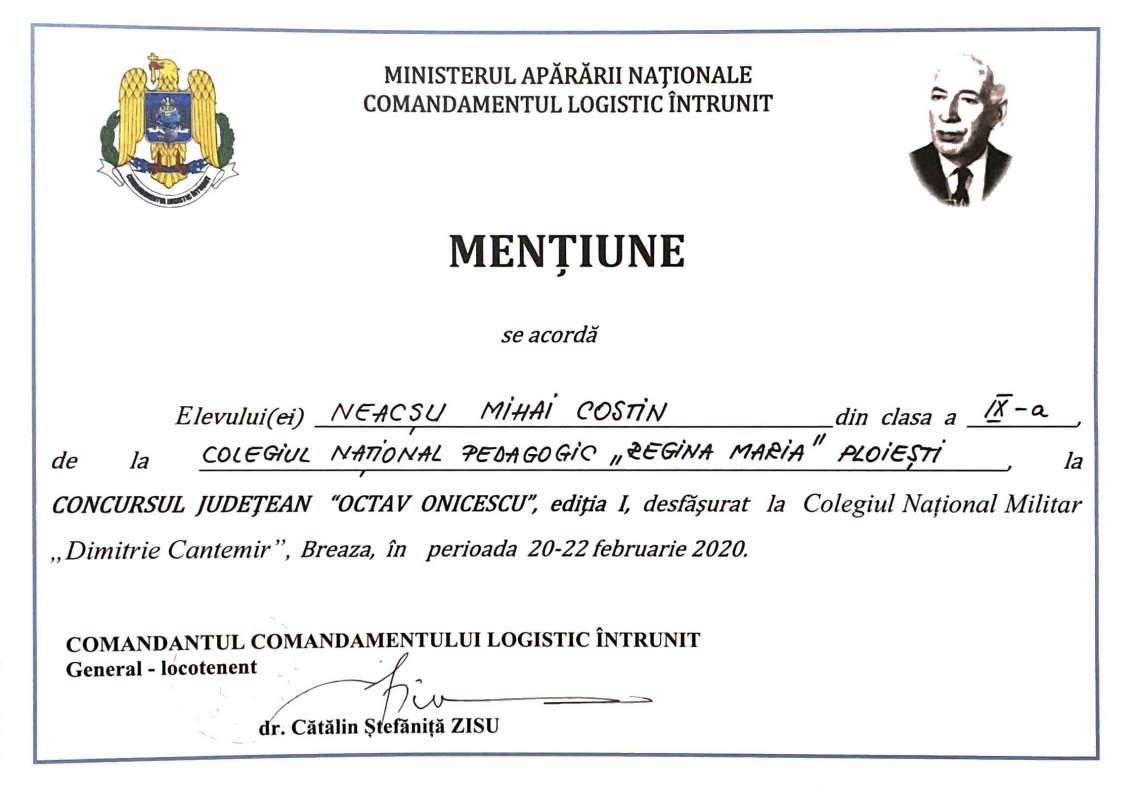 MINISTERUL APĂRĂRII NAȚIONALE
COMANDAMENTUL LOGISTIC ÎNTRUNIT
COMANDAMENTUL LOGISTIC ÎNTRUNIT
MENȚIUNE
se acordă
Elevului(ei) NEACȘU MIHAI COSTIN din clasa a IX-a,
de la COLEGIUL NAȚIONAL PEDAGOGIC „REGINA MARIA" PLOIEȘTI, la
CONCURSUL JUDEȚEAN "OCTAV ONICESCU", ediția I, desfășurat la Colegiul Național Militar
„Dimitrie Cantemir”, Breaza, în perioada 20-22 februarie 2020.
COMANDANTUL COMANDAMENTULUI LOGISTIC ÎNTRUNIT
General - locotenent
dr. Cătălin Ștefăniță ZISU